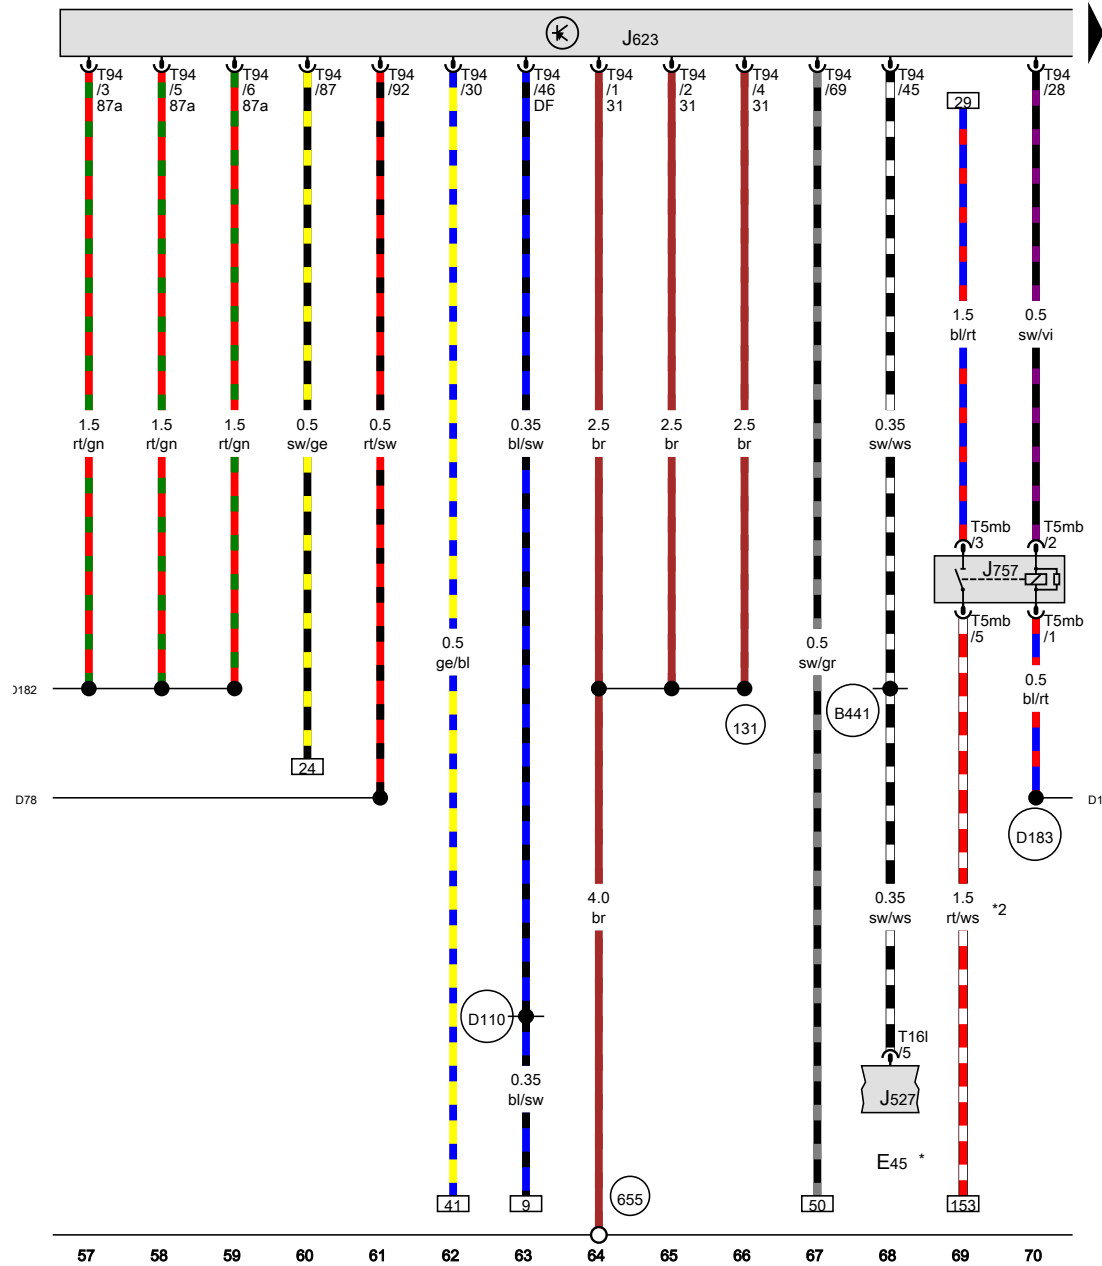 J623
T94 T94 T94 T94 T94 T94 T94 T94 T94 T94 T94 T94 T94
/3 /5 /6 /87 /92 /30 /46 /1 /2 /4 /69 /45 /28
87a 87a 87a DF 31 31 31
29
1.5 0.5
bl/rt sw/vi
1.5 1.5 1.5 0.5 0.5 0.35 2.5 2.5 2.5 0.35
rt/gn rt/gn rt/gn sw/ge rt/sw bl/sw br br br sw/ws
T5mb T5mb
/3 /2
J757
T5mb T5mb
/5 /1
0.5 0.5
ge/bl sw/gr
0.5
bl/rt
D182
131 B441
24
D78 D1
D183
4.0 0.35 1.5
br sw/ws rt/ws *2
D110
T16l
/5
0.35
bl/sw J527
E45 *
655
41 9 50 153
57 58 59 60 61 62 63 64 65 66 67 68 69 70